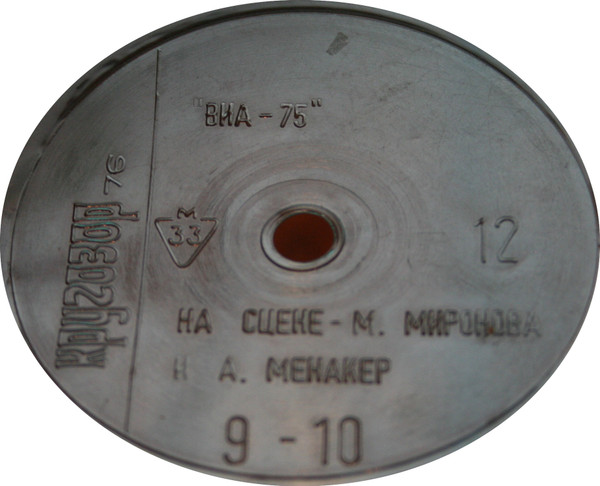 "ВИА - 75"
кругозор 76
М
33
12
НА СЦЕНЕ - М. МИРОНОВА
И А. МЕНАКЕР
9 - 10